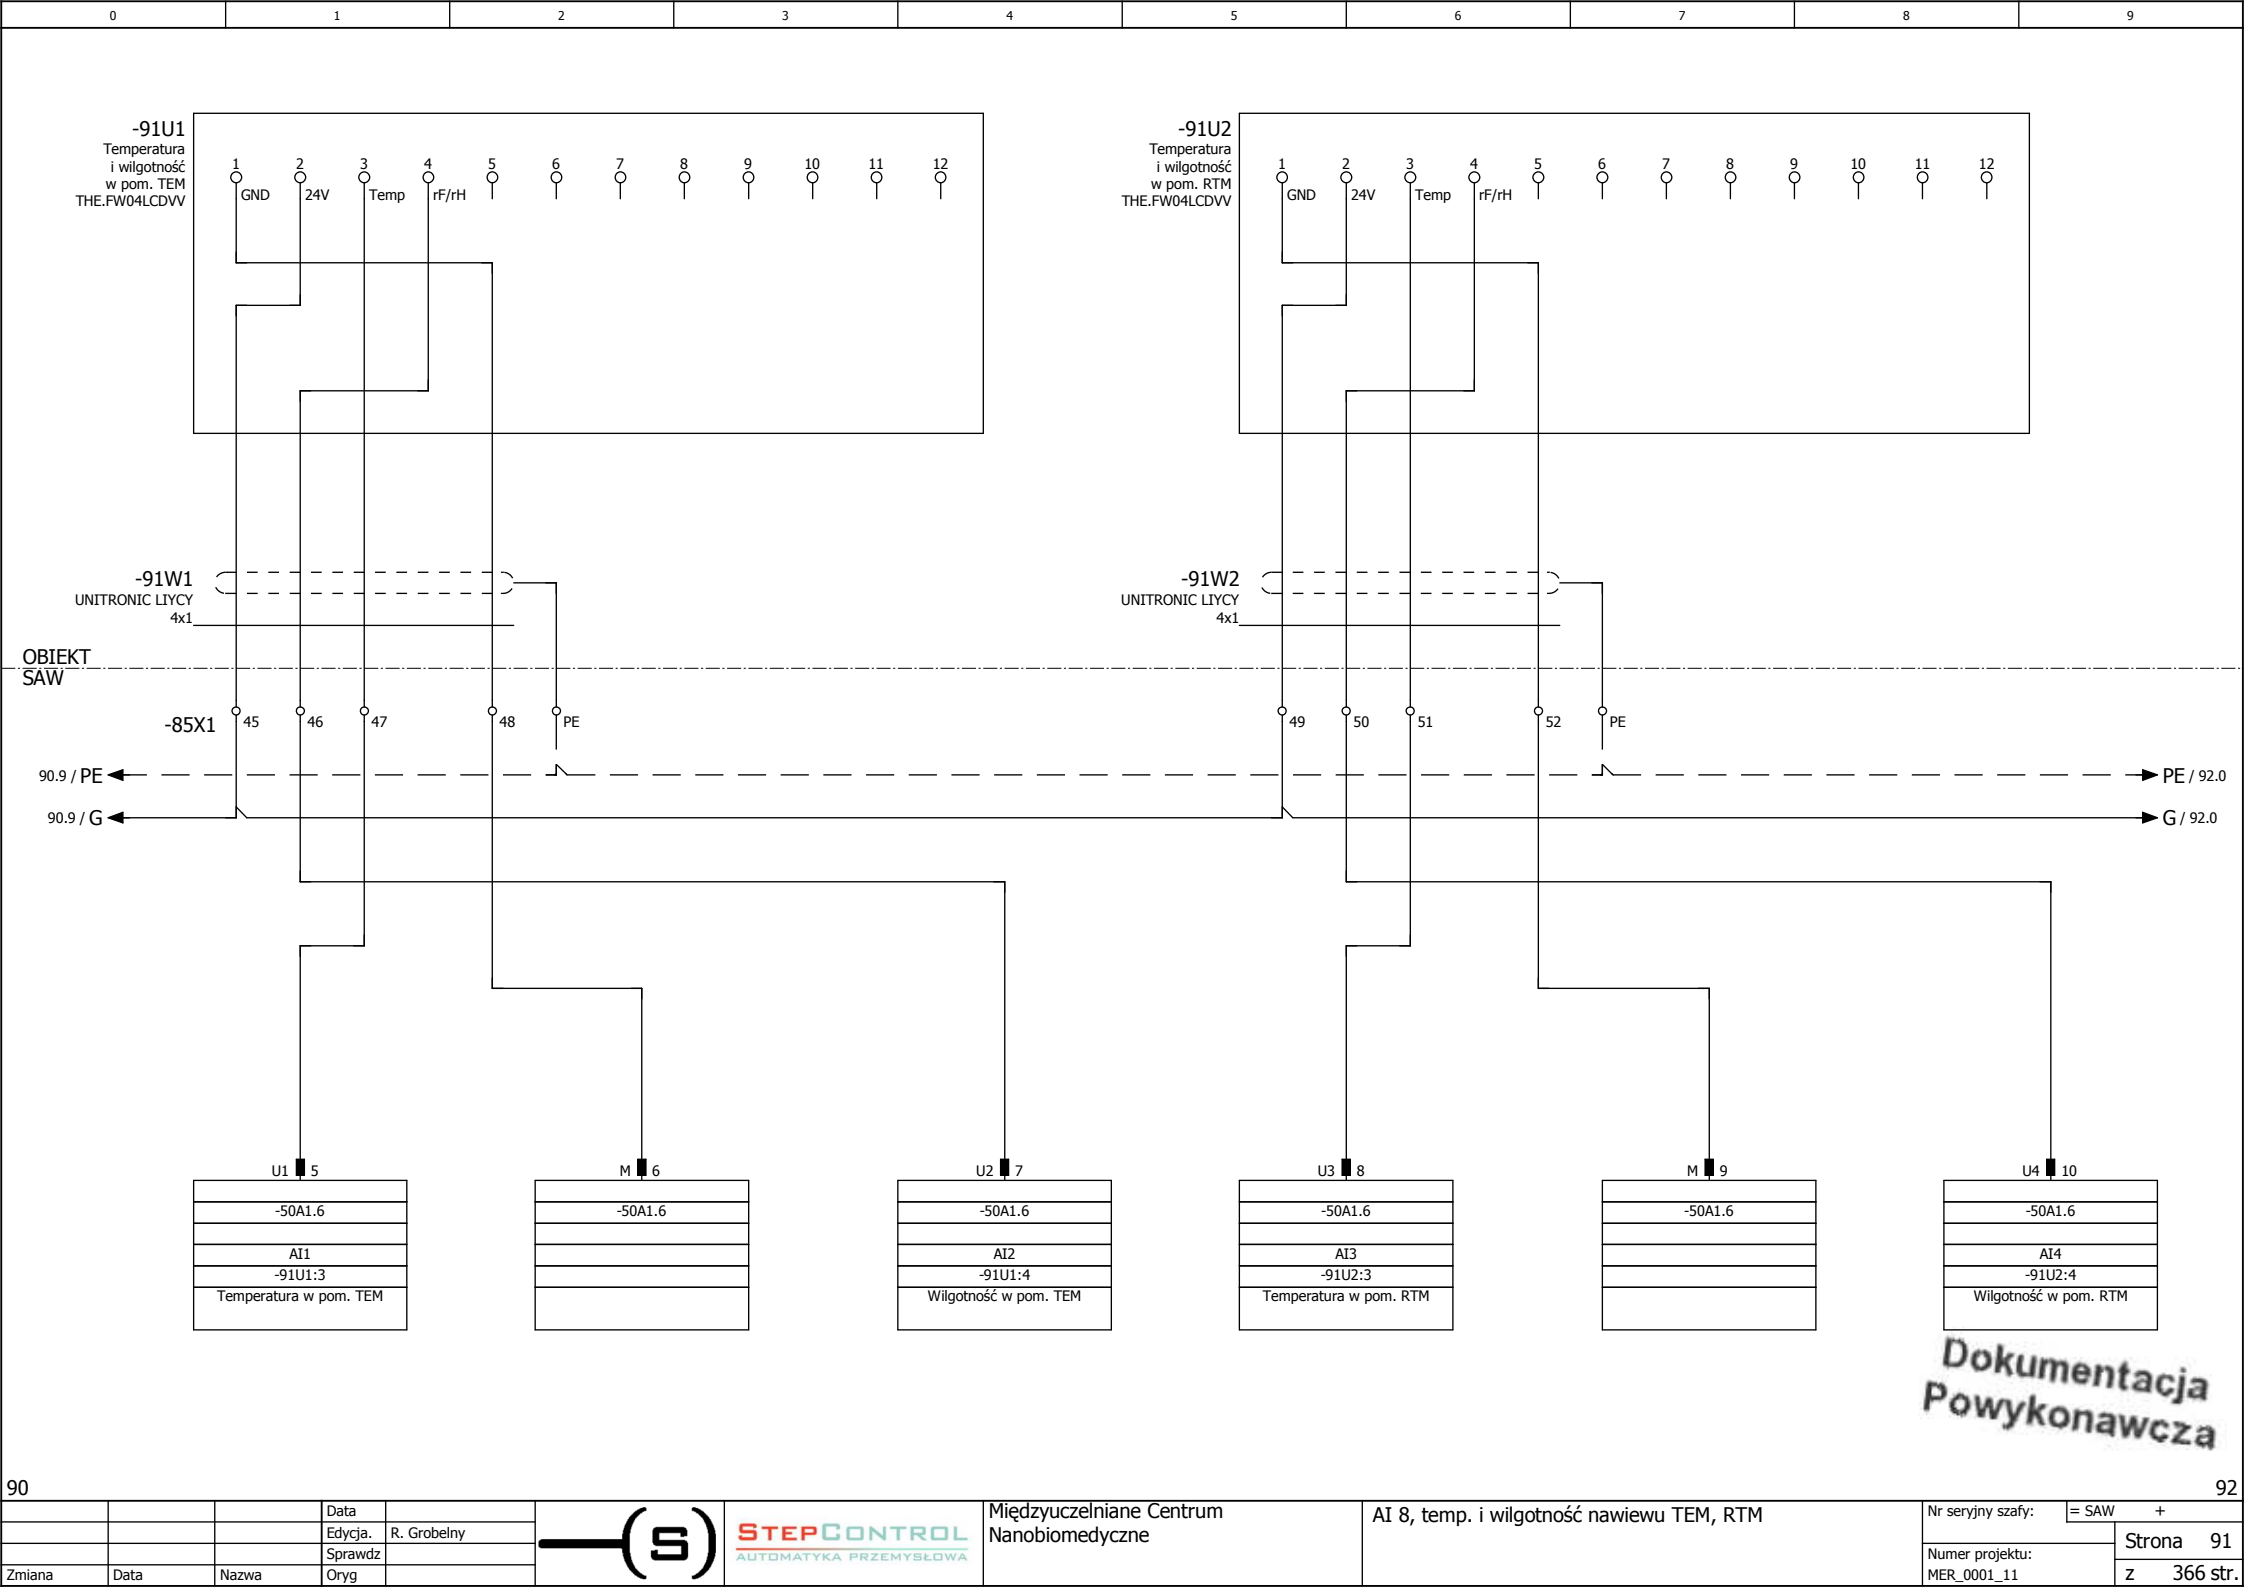 0 1 2 3 4 5 6 7 8 9
-91U1
Temperatura
i wilgotność
w pom. TEM
THE.FW04LCDVV
1 2 3 4 5 6 7 8 9 10 11 12
GND 24V Temp rF/rH
-91U2
Temperatura
i wilgotność
w pom. RTM
THE.FW04LCDVV
1 2 3 4 5 6 7 8 9 10 11 12
GND 24V Temp rF/rH
-91W1
UNITRONIC LIYCY
4x1
-91W2
UNITRONIC LIYCY
4x1
OBIEKT
SAW
-85X1 45 46 47 48 PE 49 50 51 52 PE
90.9 / PE PE / 92.0
90.9 / G G / 92.0
U1 5 M 6 U2 7 U3 8 M 9 U4 10
-50A1.6 -50A1.6 -50A1.6 -50A1.6 -50A1.6 -50A1.6
AI1 AI2 AI3 AI4
-91U1:3 -91U1:4 -91U2:3 -91U2:4
Temperatura w pom. TEM Wilgotność w pom. TEM Temperatura w pom. RTM Wilgotność w pom. RTM
Dokumentacja
Powykonawcza
90 92
Data
Edycja. R. Grobelny
Sprawdz
Zmiana Data Nazwa Oryg
(S)
STEPCONTROL
AUTOMATYKA PRZEMYSŁOWA
Międzyuczelniane Centrum
Nanobiomedyczne
AI 8, temp. i wilgotność nawiewu TEM, RTM
Nr seryjny szafy: = SAW +
Strona 91
Numer projektu:
MER_0001_11
z 366 str.